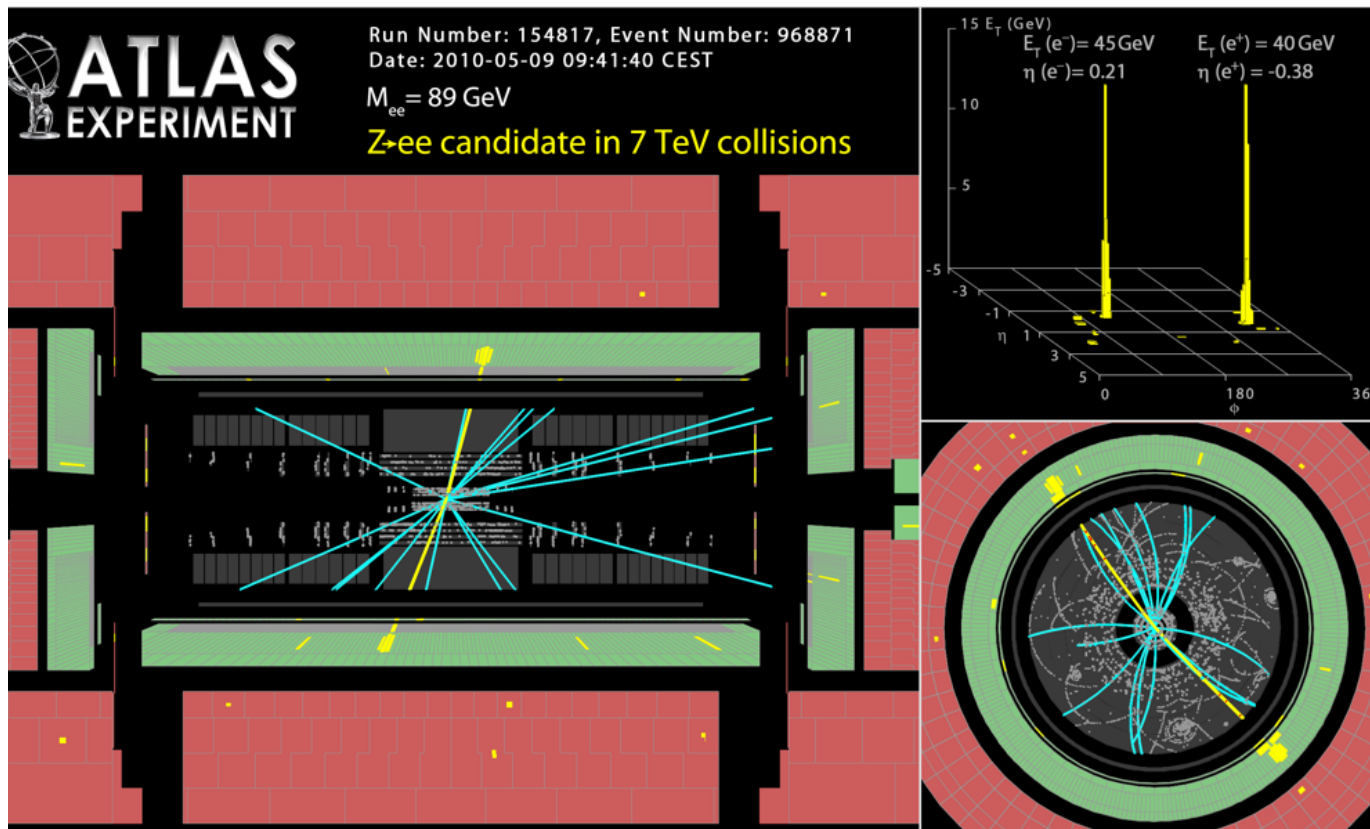 ATLAS
EXPERIMENT
Run Number: 154817, Event Number: 968871
Date: 2010-05-09 09:41:40 CEST
M_ee = 89 GeV
Z→ee candidate in 7 TeV collisions
15 E_T (GeV)
E_T (e⁻) = 45 GeV
η (e⁻) = 0.21
E_T (e⁺) = 40 GeV
η (e⁺) = -0.38
10
5
-5
-3
-1
η
1
3
5
0
180
36
ϕ